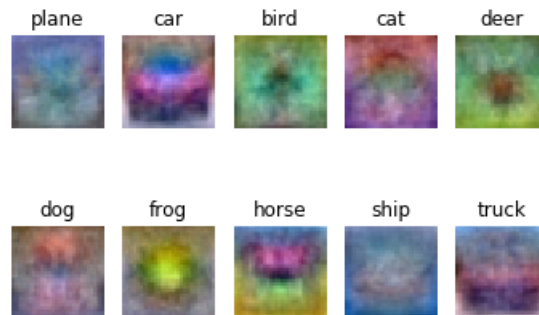 plane car bird cat deer
dog frog horse ship truck